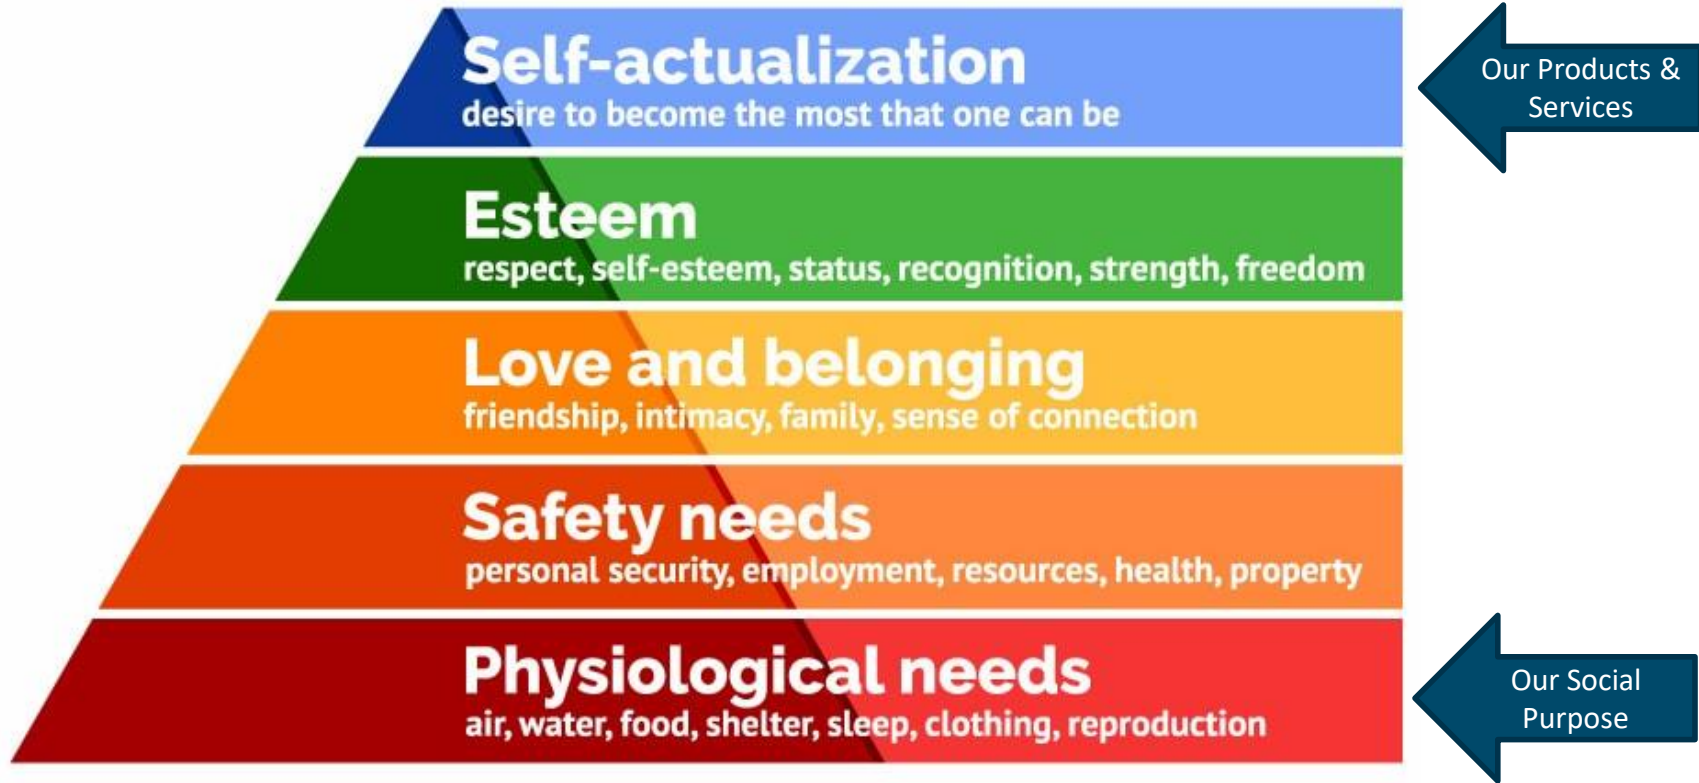 Self-actualization
desire to become the most that one can be
Our Products &
Services
Esteem
respect, self-esteem, status, recognition, strength, freedom
Love and belonging
friendship, intimacy, family, sense of connection
Safety needs
personal security, employment, resources, health, property
Physiological needs
air, water, food, shelter, sleep, clothing, reproduction
Our Social
Purpose